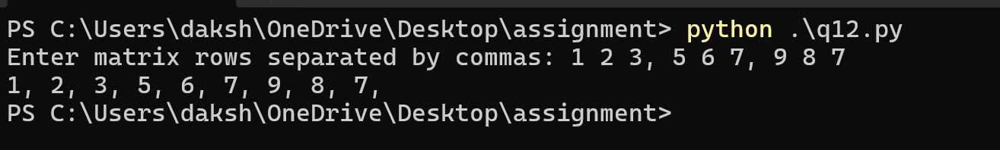 PS C:\Users\daksh\OneDrive\Desktop\assignment> python .\q12.py
Enter matrix rows separated by commas: 1 2 3, 5 6 7, 9 8 7
1, 2, 3, 5, 6, 7, 9, 8, 7,
PS C:\Users\daksh\OneDrive\Desktop\assignment>